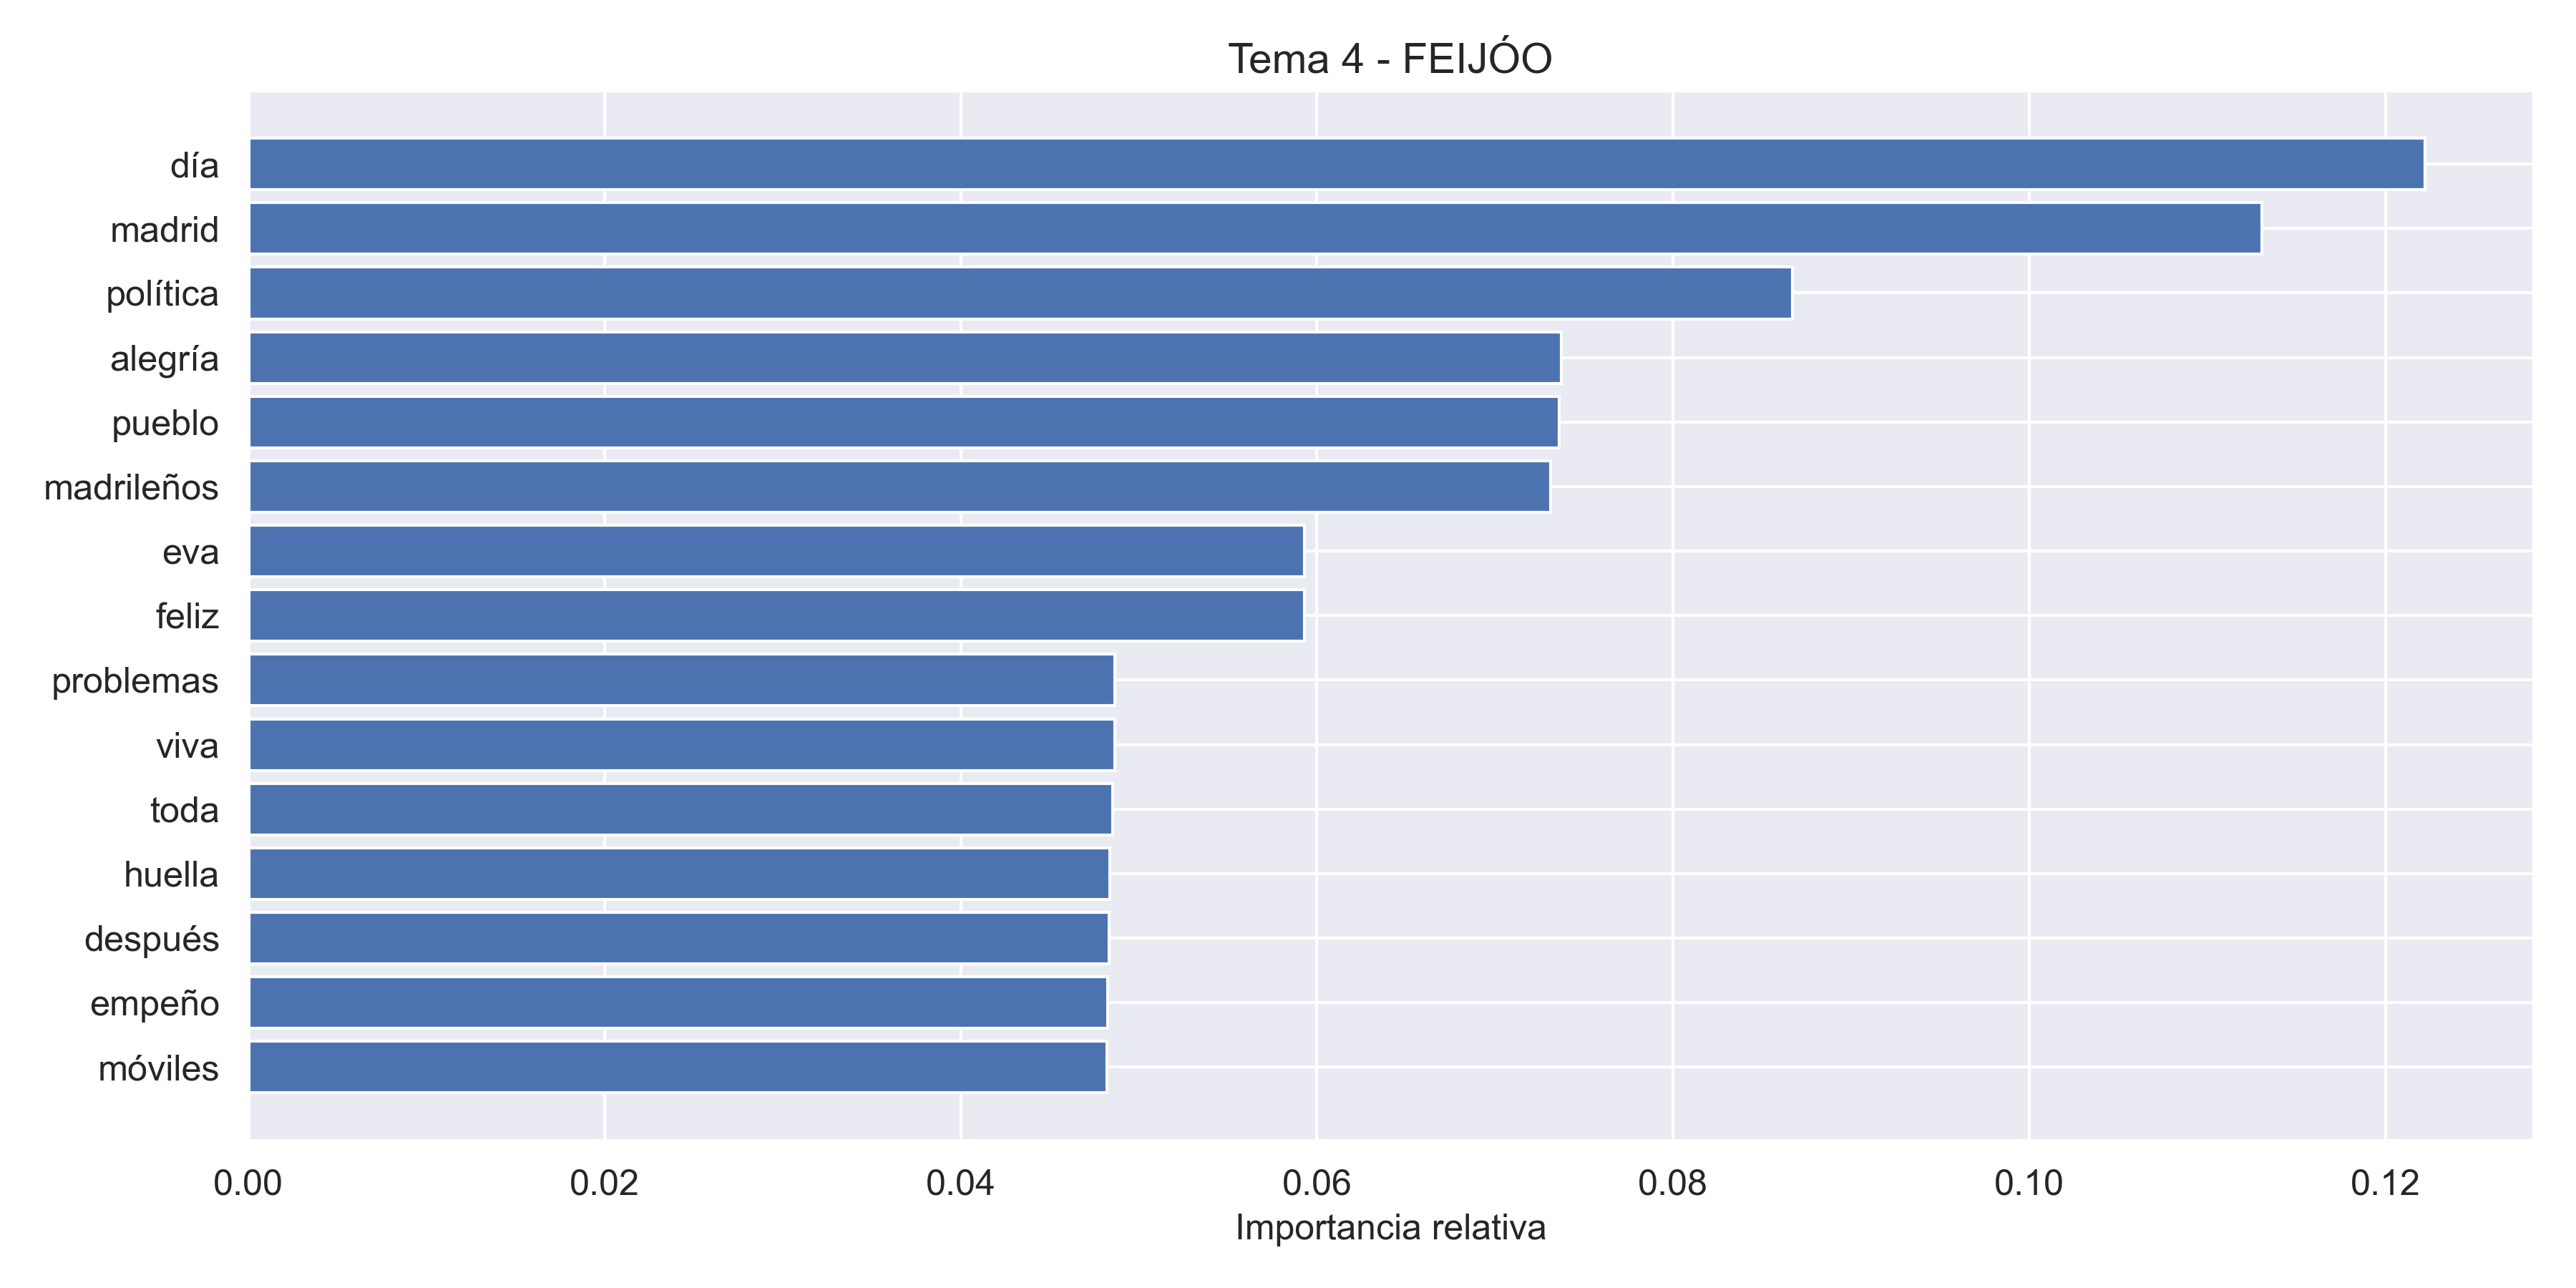 Tema 4 - FEIJÓO
día
madrid
política
alegría
pueblo
madrileños
eva
feliz
problemas
viva
toda
huella
después
empeño
móviles
0.00 0.02 0.04 0.06 0.08 0.10 0.12
Importancia relativa